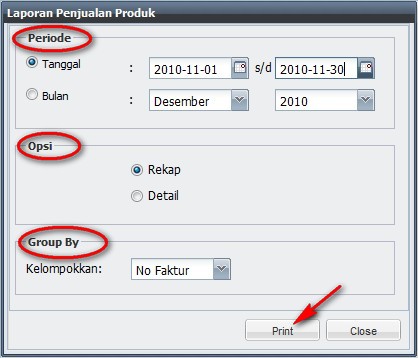 Laporan Penjualan Produk
Periode
Tanggal : 2010-11-01 s/d 2010-11-30
Bulan : Desember 2010
Opsi
Rekap
Detail
Group By
Kelompokkan: No Faktur
Print Close